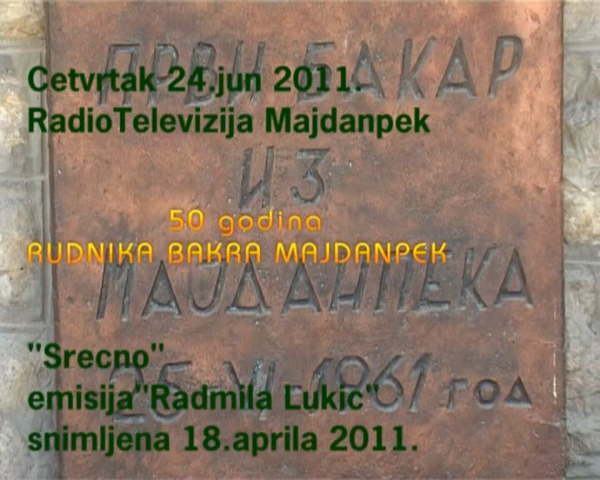 ПРВИ БАКАР
Cetvrtak 24.jun 2011.
RadioTelevizija Majdanpek
ИЗ
50 godina
RUDNIKA BAKRA MAJDANPEK
МАЈДАНПЕКА
"Srecno"
25-VI-1961 год
emisija"Radmila Lukic"
snimljena 18.aprila 2011.